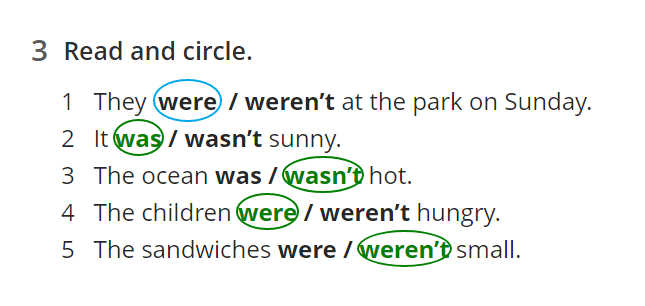 3 Read and circle.
1 They were / weren’t at the park on Sunday.
2 It was / wasn’t sunny.
3 The ocean was / wasn’t hot.
4 The children were / weren’t hungry.
5 The sandwiches were / weren’t small.